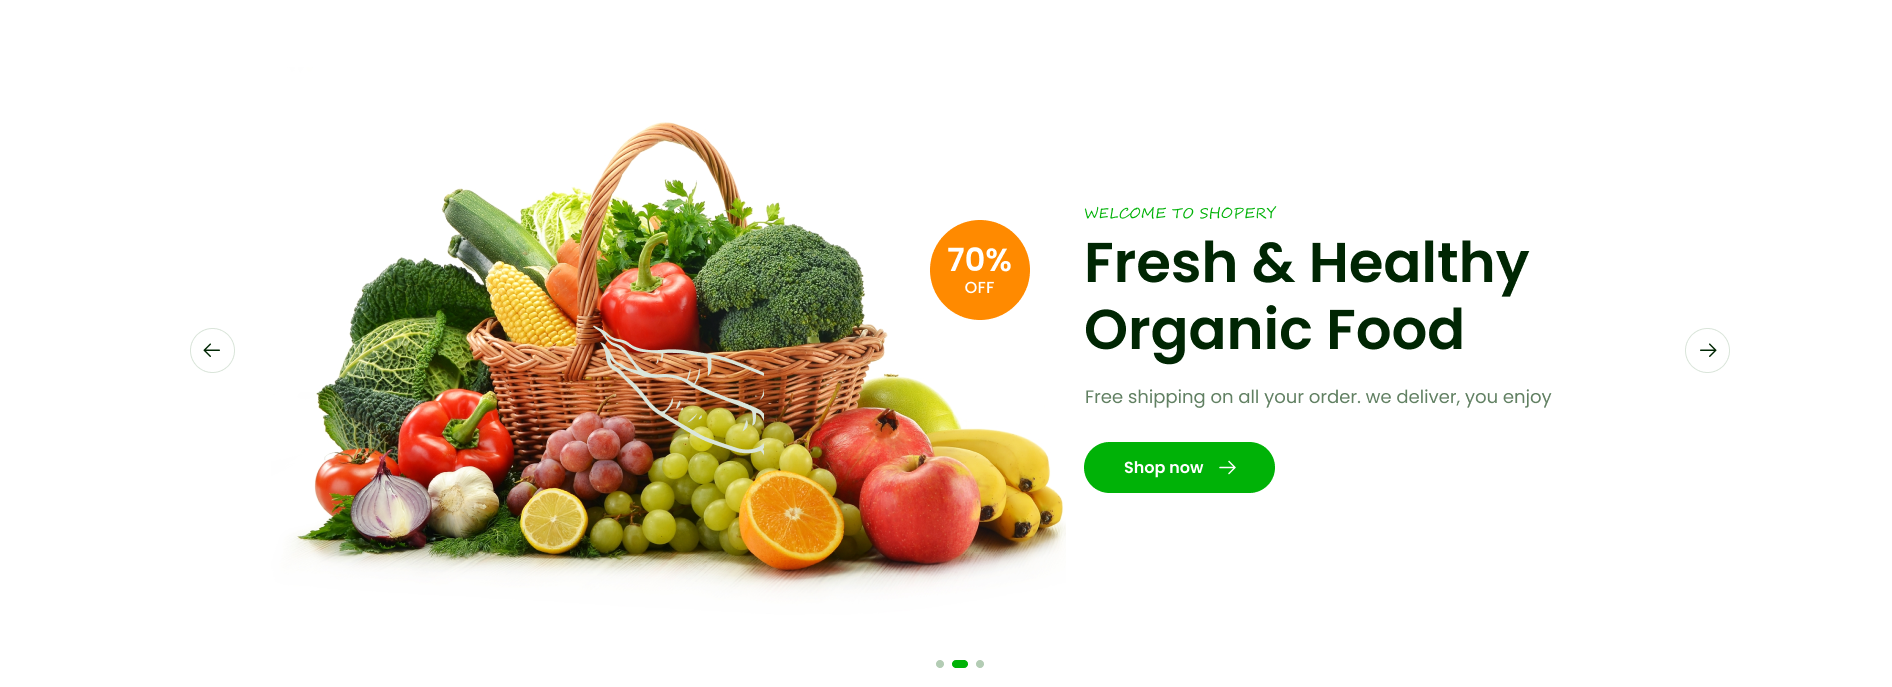 70%
OFF
WELCOME TO SHOPERY
Fresh & Healthy
Organic Food
Free shipping on all your order. we deliver, you enjoy
Shop now